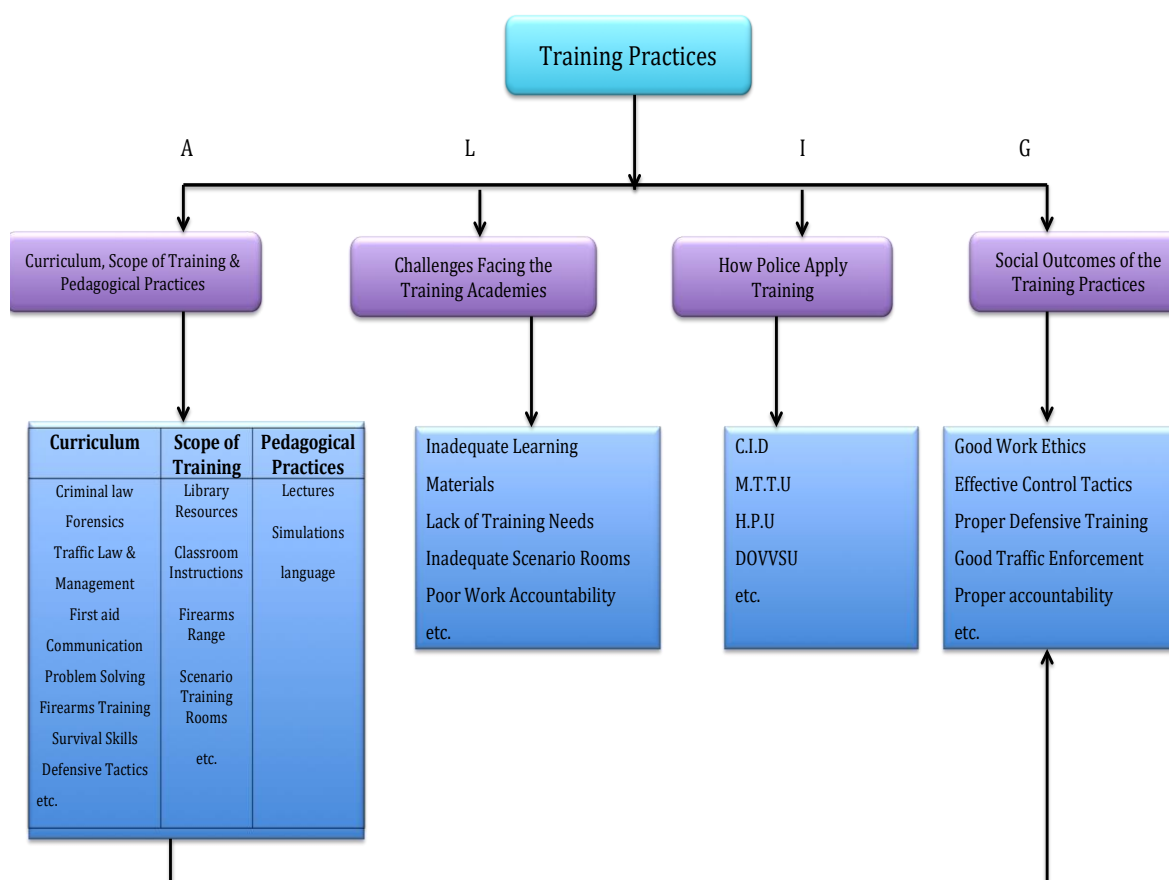 Training Practices
A
L
I
G
Curriculum, Scope of Training &
Pedagogical Practices
Challenges Facing the
Training Academies
How Police Apply
Training
Social Outcomes of the
Training Practices
Curriculum
Criminal law
Forensics
Traffic Law &
Management
First aid
Communication
Problem Solving
Firearms Training
Survival Skills
Defensive Tactics
etc.
Scope of
Training
Library
Resources
Classroom
Instructions
Firearms
Range
Scenario
Training
Rooms
etc.
Pedagogical
Practices
Lectures
Simulations
language
Inadequate Learning
Materials
Lack of Training Needs
Inadequate Scenario Rooms
Poor Work Accountability
etc.
C.I.D
M.T.T.U
H.P.U
DOVVSU
etc.
Good Work Ethics
Effective Control Tactics
Proper Defensive Training
Good Traffic Enforcement
Proper accountability
etc.